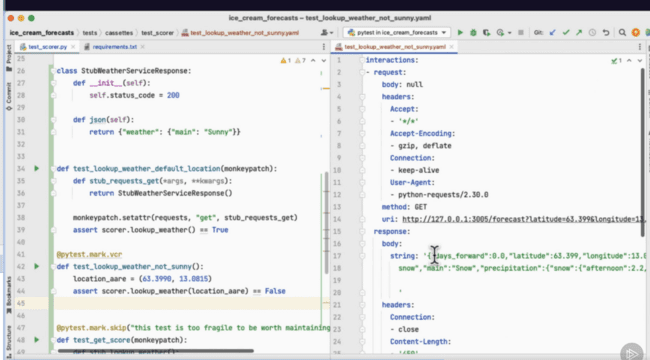 ice_cream_forecasts – test_lookup_weather_not_sunny.yaml
ice_cream_forecasts tests cassettes test_scorer test_lookup_weather_not_sunny.yaml
pytest in ice_cream_forecasts
Git:
test_scorer.py requirements.txt
test_lookup_weather_not_sunny.yaml
Project
Commit
Bookmarks
Structure
1 7
25
26 class StubWeatherServiceResponse:
27 def __init__(self):
28 self.status_code = 200
29
30 def json(self):
31 return {"weather": {"main": "Sunny"}}
32
33
34 def test_lookup_weather_default_location(monkeypatch):
35 def stub_requests_get(*args, **kwargs):
36 return StubWeatherServiceResponse()
37
38 monkeypatch.setattr(requests, "get", stub_requests_get)
39 assert scorer.lookup_weather() == True
40
41 @pytest.mark.vcr
42 def test_lookup_weather_not_sunny():
43 location_aare = (63.3990, 13.0815)
44 assert scorer.lookup_weather(location_aare) == False
45
46
47 @pytest.mark.skip("this test is too fragile to be worth maintaining
48 def test_get_score(monkeypatch):
49
1
1 interactions:
2 - request:
3 body: null
4 headers:
5 Accept:
6 - '*/*'
7 Accept-Encoding:
8 - gzip, deflate
9 Connection:
10 - keep-alive
11 User-Agent:
12 - python-requests/2.30.0
13 method: GET
14 uri: http://127.0.0.1:3005/forecast?latitude=63.399&longitude=13.
15 response:
16 body:
17 string: '{"days_forward":0.0,"latitude":63.399,"longitude":13.0
18 snow","main":"Snow","precipitation":{"snow":{"afternoon":2.2,
19
20 '
21 headers:
22 Connection:
23 - close
24 Content-Length:
25